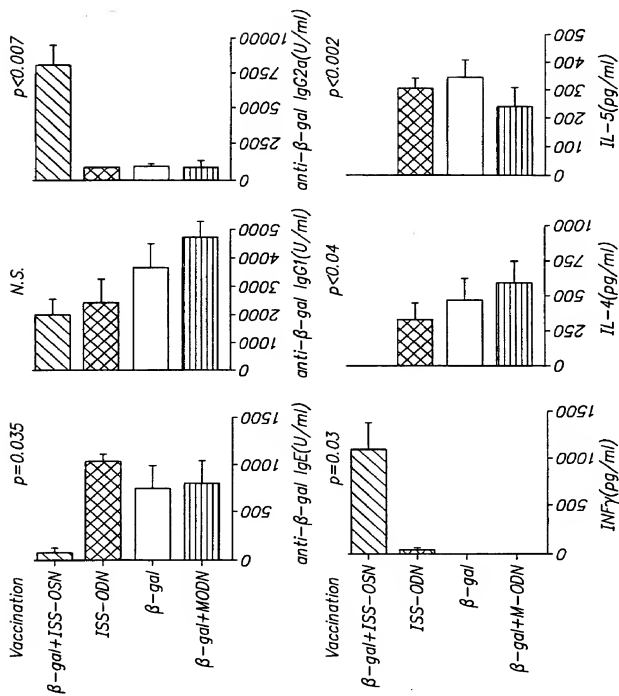 Vaccination
β-gal+ISS-OSN
ISS-ODN
β-gal
β-gal+MODN
p=0.035
0
500
1000
1500
anti-β-gal IgE(U/ml)
N.S.
0
1000
2000
3000
4000
5000
anti-β-gal IgG1(U/ml)
p<0.007
0
2500
5000
7500
10000
anti-β-gal IgG2a(U/ml)
Vaccination
β-gal+ISS-OSN
ISS-ODN
β-gal
β-gal+M-ODN
p=0.03
0
500
1000
1500
INFγ(pg/ml)
p<0.04
0
250
500
750
1000
IL-4(pg/ml)
p<0.002
0
100
200
300
400
500
IL-5(pg/ml)